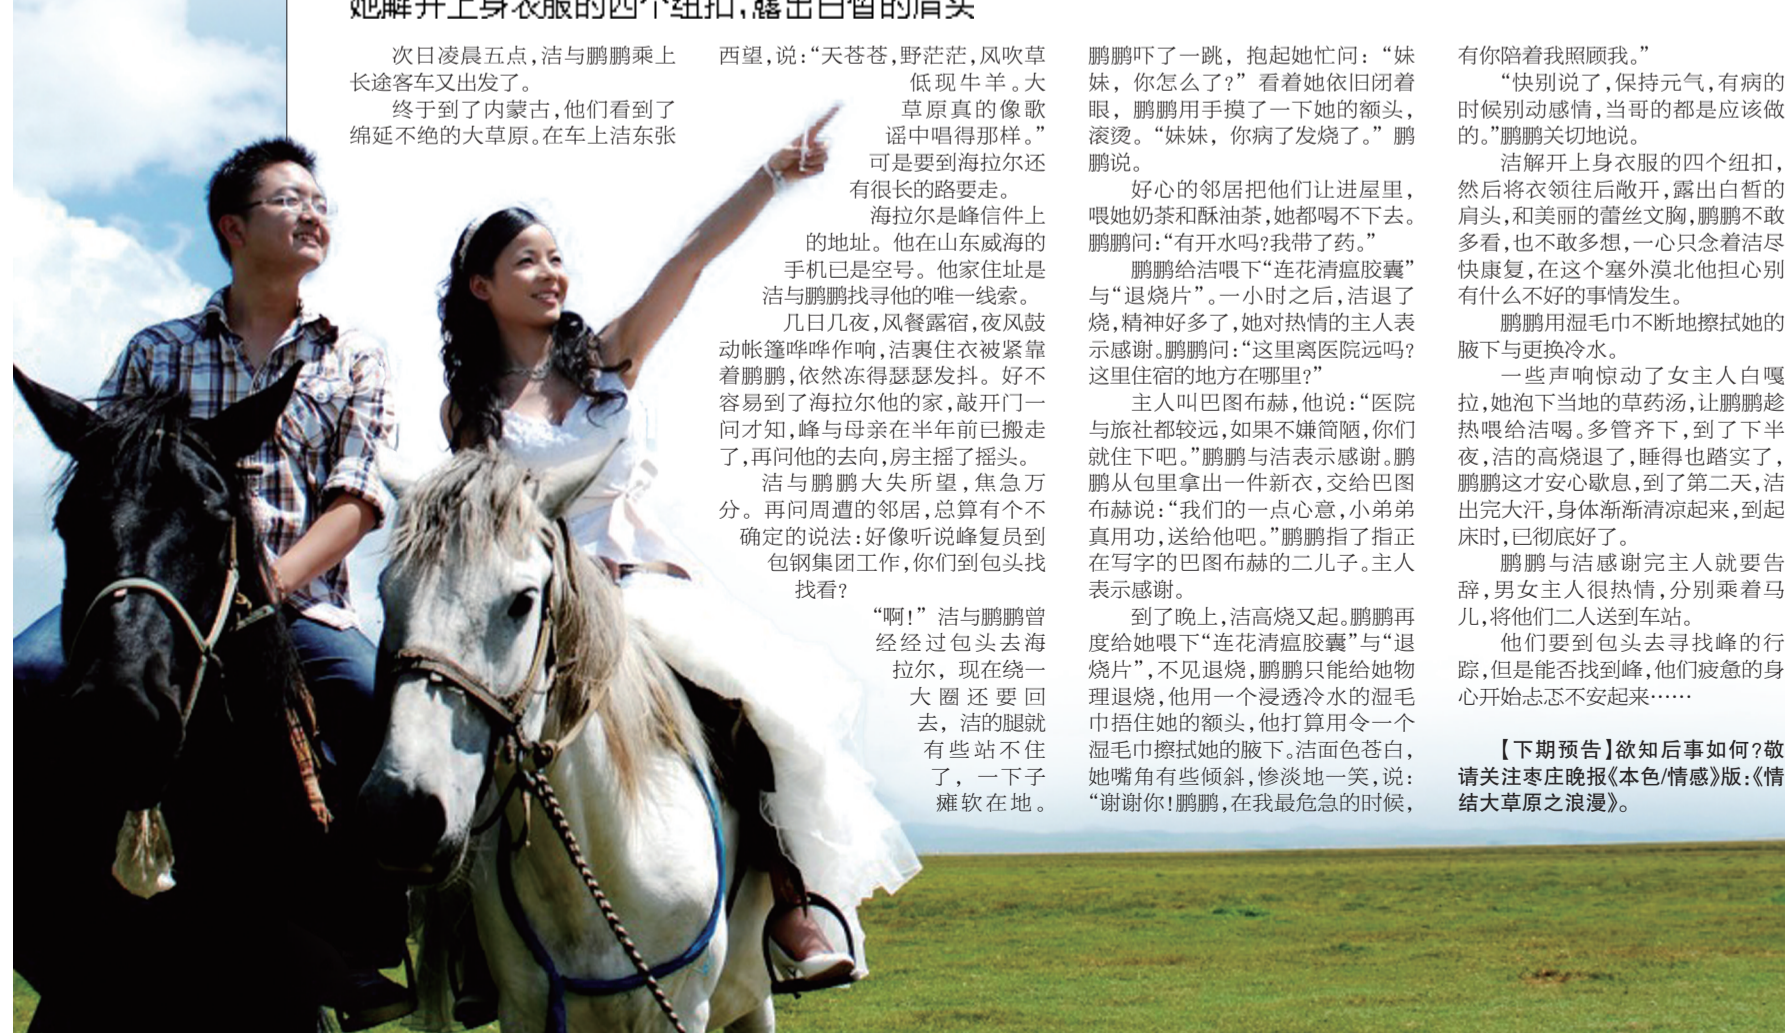 她解开上身衣服的四个纽扣,露出白皙的肩头
次日凌晨五点,洁与鹏鹏乘上
长途客车又出发了。
终于到了内蒙古,他们看到了
绵延不绝的大草原。在车上洁东张
西望,说:“天苍苍,野茫茫,风吹草
低现牛羊。大
草原真的像歌
谣中唱得那样。”
可是要到海拉尔还
有很长的路要走。
海拉尔是峰信件上
的地址。他在山东威海的
手机已是空号。他家住址是
洁与鹏鹏找寻他的唯一线索。
几日几夜,风餐露宿,夜风鼓
动帐篷哗哗作响,洁裹住衣被紧靠
着鹏鹏,依然冻得瑟瑟发抖。好不
容易到了海拉尔他的家,敲开门一
问才知,峰与母亲在半年前已搬走
了,再问他的去向,房主摇了摇头。
洁与鹏鹏大失所望,焦急万
分。再问周遭的邻居,总算有个不
确定的说法:好像听说峰复员到
包钢集团工作,你们到包头找
找看?
“啊!”洁与鹏鹏曾
经经过包头去海
拉尔,现在绕一
大圈还要回
去,洁的腿就
有些站不住
了,一下子
瘫软在地。
鹏鹏吓了一跳,抱起她忙问:“妹
妹,你怎么了?”看着她依旧闭着
眼,鹏鹏用手摸了一下她的额头,
滚烫。“妹妹,你病了发烧了。”鹏
鹏说。
好心的邻居把他们让进屋里,
喂她奶茶和酥油茶,她都喝不下去。
鹏鹏问:“有开水吗?我带了药。”
鹏鹏给洁喂下“连花清瘟胶囊”
与“退烧片”。一小时之后,洁退了
烧,精神好多了,她对热情的主人表
示感谢。鹏鹏问:“这里离医院远吗?
这里住宿的地方在哪里?”
主人叫巴图布赫,他说:“医院
与旅社都较远,如果不嫌简陋,你们
就住下吧。”鹏鹏与洁表示感谢。鹏
鹏从包里拿出一件新衣,交给巴图
布赫说:“我们的一点心意,小弟弟
真用功,送给他吧。”鹏鹏指了指正
在写字的巴图布赫的二儿子。主人
表示感谢。
到了晚上,洁高烧又起。鹏鹏再
度给她喂下“连花清瘟胶囊”与“退
烧片”,不见退烧,鹏鹏只能给她物
理退烧,他用一个浸透冷水的湿毛
巾捂住她的额头,他打算用令一个
湿毛巾擦拭她的腋下。洁面色苍白,
她嘴角有些倾斜,惨淡地一笑,说:
“谢谢你!鹏鹏,在我最危急的时候,
有你陪着我照顾我。”
“快别说了,保持元气,有病的
时候别动感情,当哥的都是应该做
的。”鹏鹏关切地说。
洁解开上身衣服的四个纽扣,
然后将衣领往后敞开,露出白皙的
肩头,和美丽的蕾丝文胸,鹏鹏不敢
多看,也不敢多想,一心只念着洁尽
快康复,在这个塞外漠北他担心别
有什么不好的事情发生。
鹏鹏用湿毛巾不断地擦拭她的
腋下与更换冷水。
一些声响惊动了女主人白嘎
拉,她泡下当地的草药汤,让鹏鹏趁
热喂给洁喝。多管齐下,到了下半
夜,洁的高烧退了,睡得也踏实了,
鹏鹏这才安心歇息,到了第二天,洁
出完大汗,身体渐渐清凉起来,到起
床时,已彻底好了。
鹏鹏与洁感谢完主人就要告
辞,男女主人很热情,分别乘着马
儿,将他们二人送到车站。
他们要到包头去寻找峰的行
踪,但是能否找到峰,他们疲惫的身
心开始忐忑不安起来……
【下期预告】欲知后事如何?敬
请关注枣庄晚报《本色/情感》版:《情
结大草原之浪漫》。